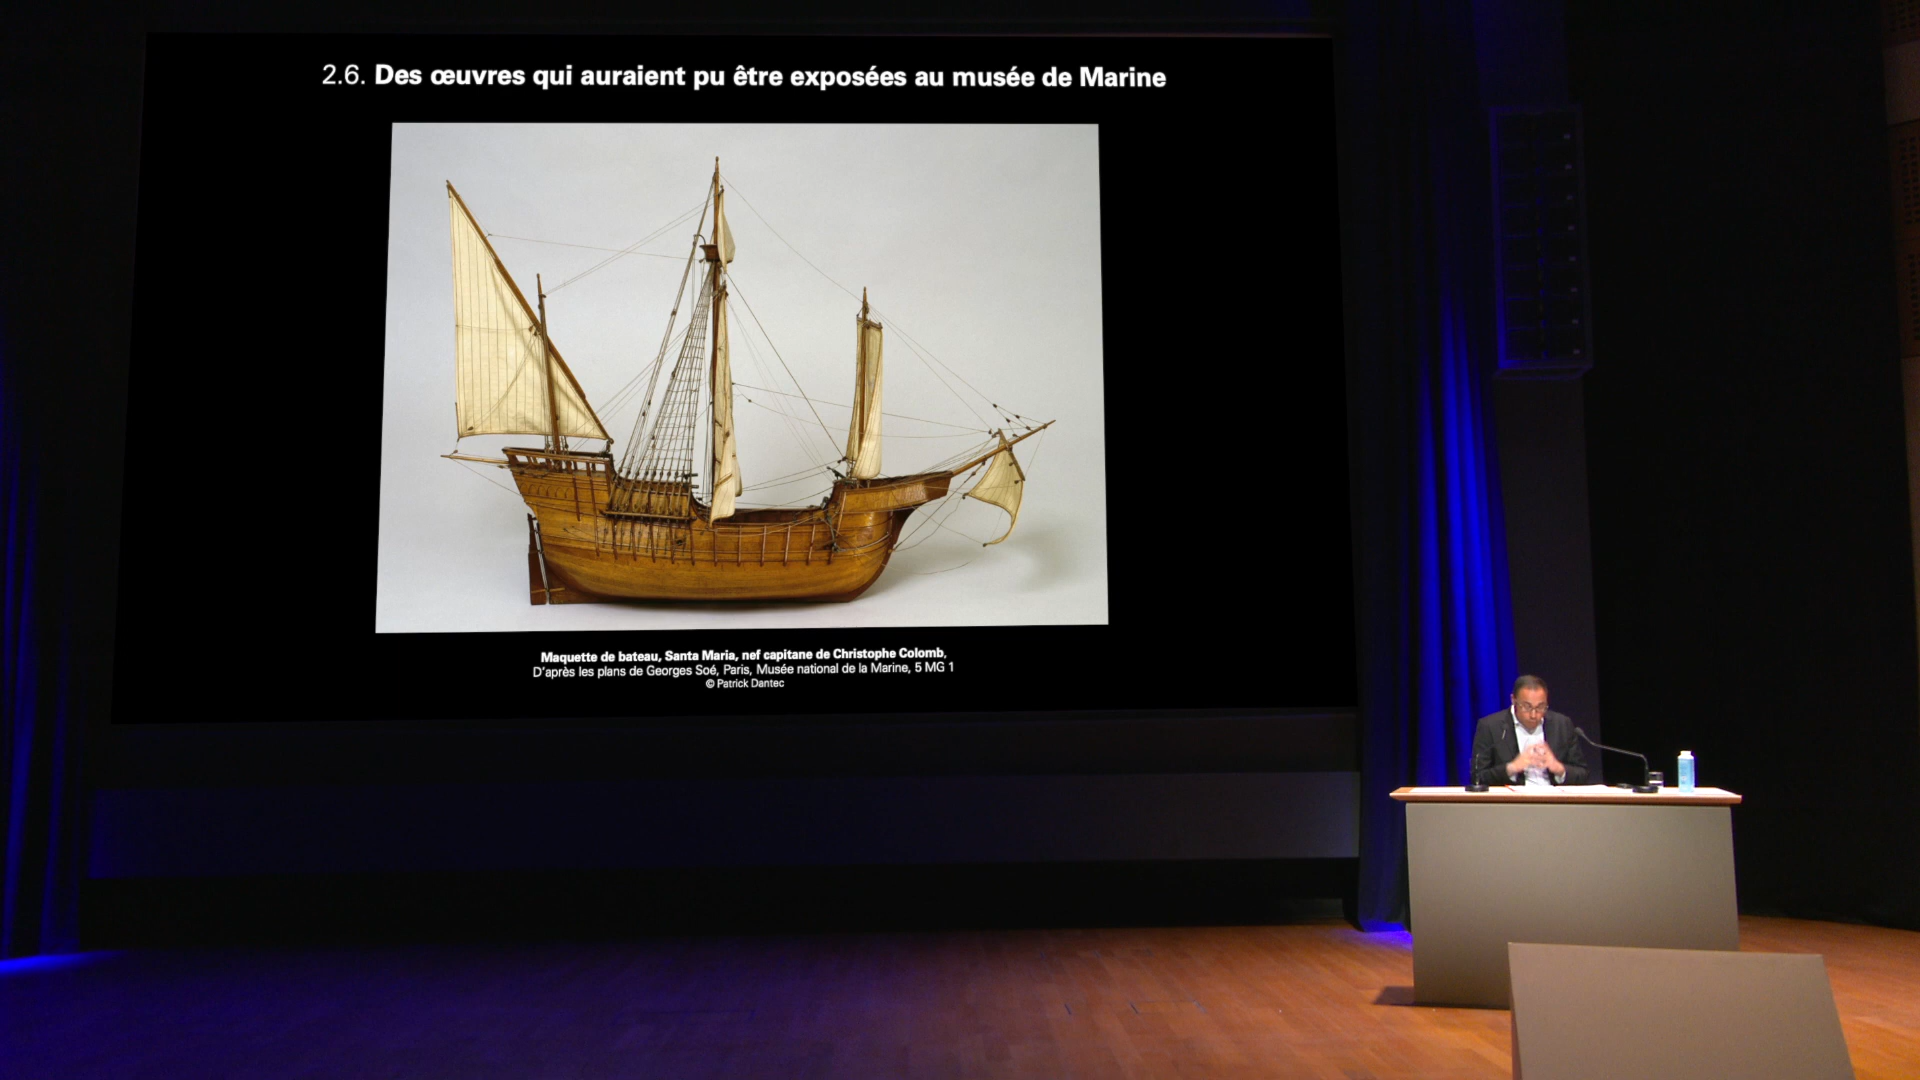 2.6. Des œuvres qui auraient pu être exposées au musée de Marine
Maquette de bateau, Santa Maria, nef capitane de Christophe Colomb,
D'après les plans de Georges Soé, Paris, Musée national de la Marine, 5 MG 1
© Patrick Dantec